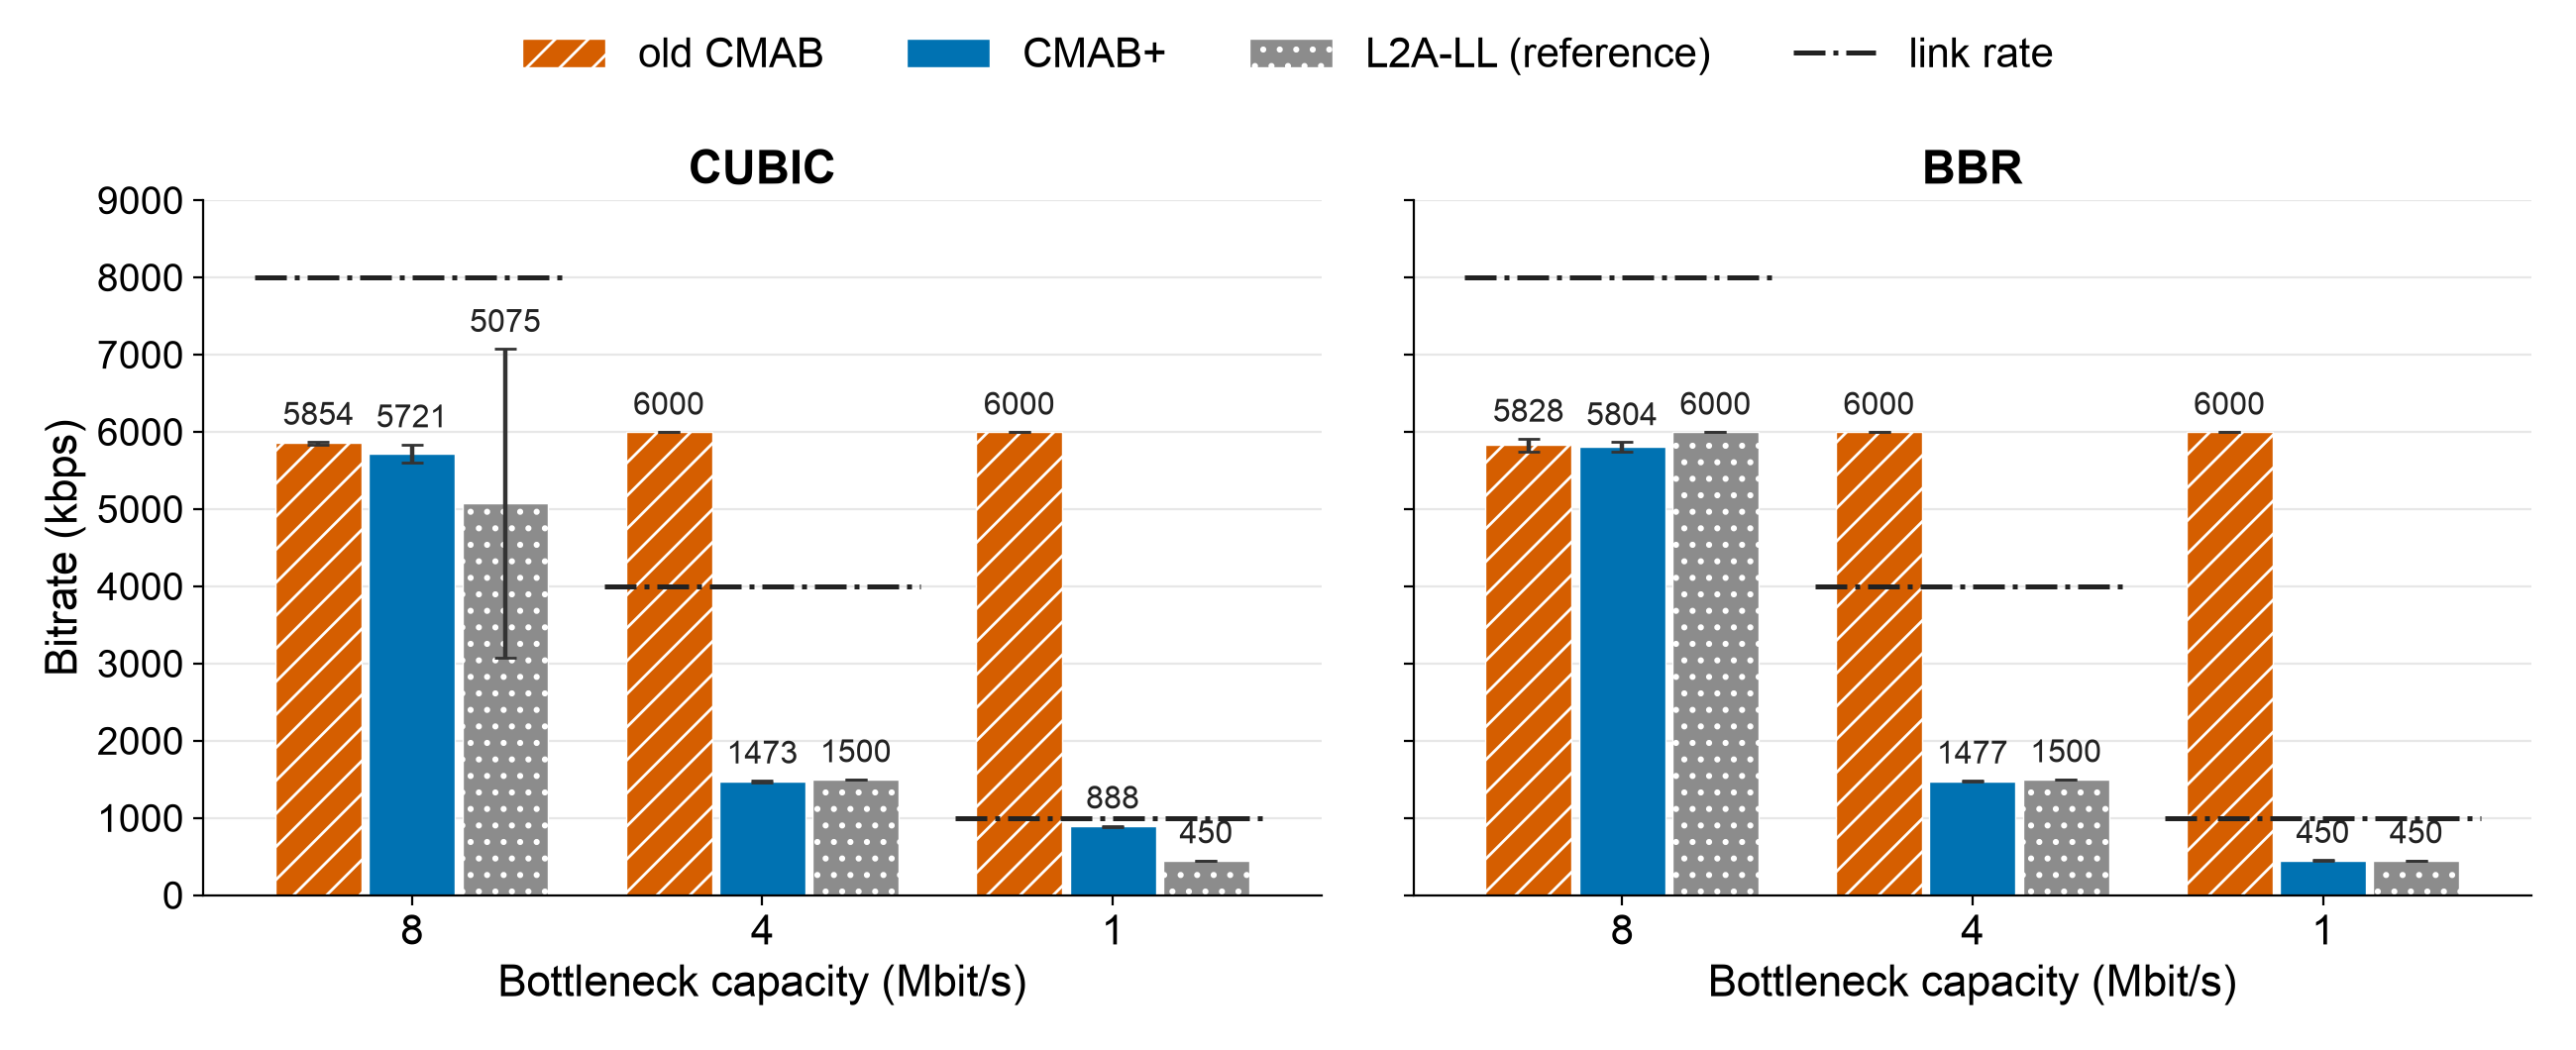 old CMAB CMAB+ L2A-LL (reference) link rate
CUBIC
BBR
Bitrate (kbps)
9000
8000
7000
6000
5000
4000
3000
2000
1000
0
5854 5721 5075
6000 1473 1500
6000 888 450
5828 5804 6000
6000 1477 1500
6000 450 450
8 4 1
8 4 1
Bottleneck capacity (Mbit/s)
Bottleneck capacity (Mbit/s)